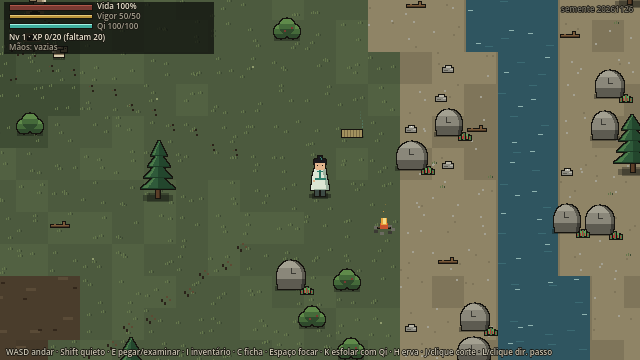 Vida 100%
Vigor 50/50
Qi 100/100
Nv 1 · XP 0/20 (faltam 20)
Mãos: vazias
semente 20261128
WASD andar · Shift quieto · E pegar/examinar · I inventário · C ficha · Espaço focar · K esfolar com Qi · H erva · J/clique corte · L/clique dir. passo